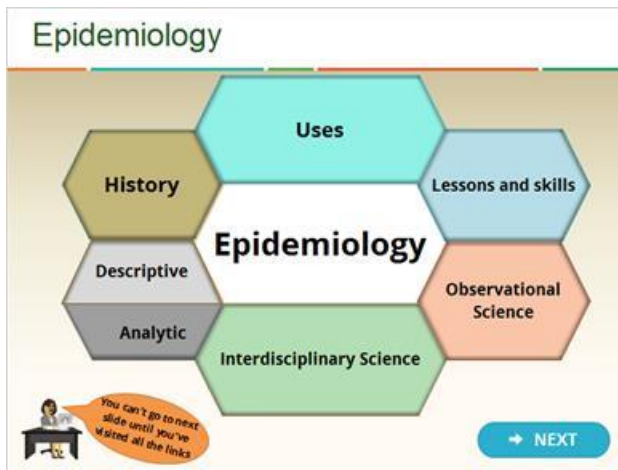 Epidemiology
Uses
History
Lessons and skills
Epidemiology
Descriptive
Observational
Science
Analytic
Interdisciplinary Science
You can't go to next
slide until you've
visited all the links
NEXT